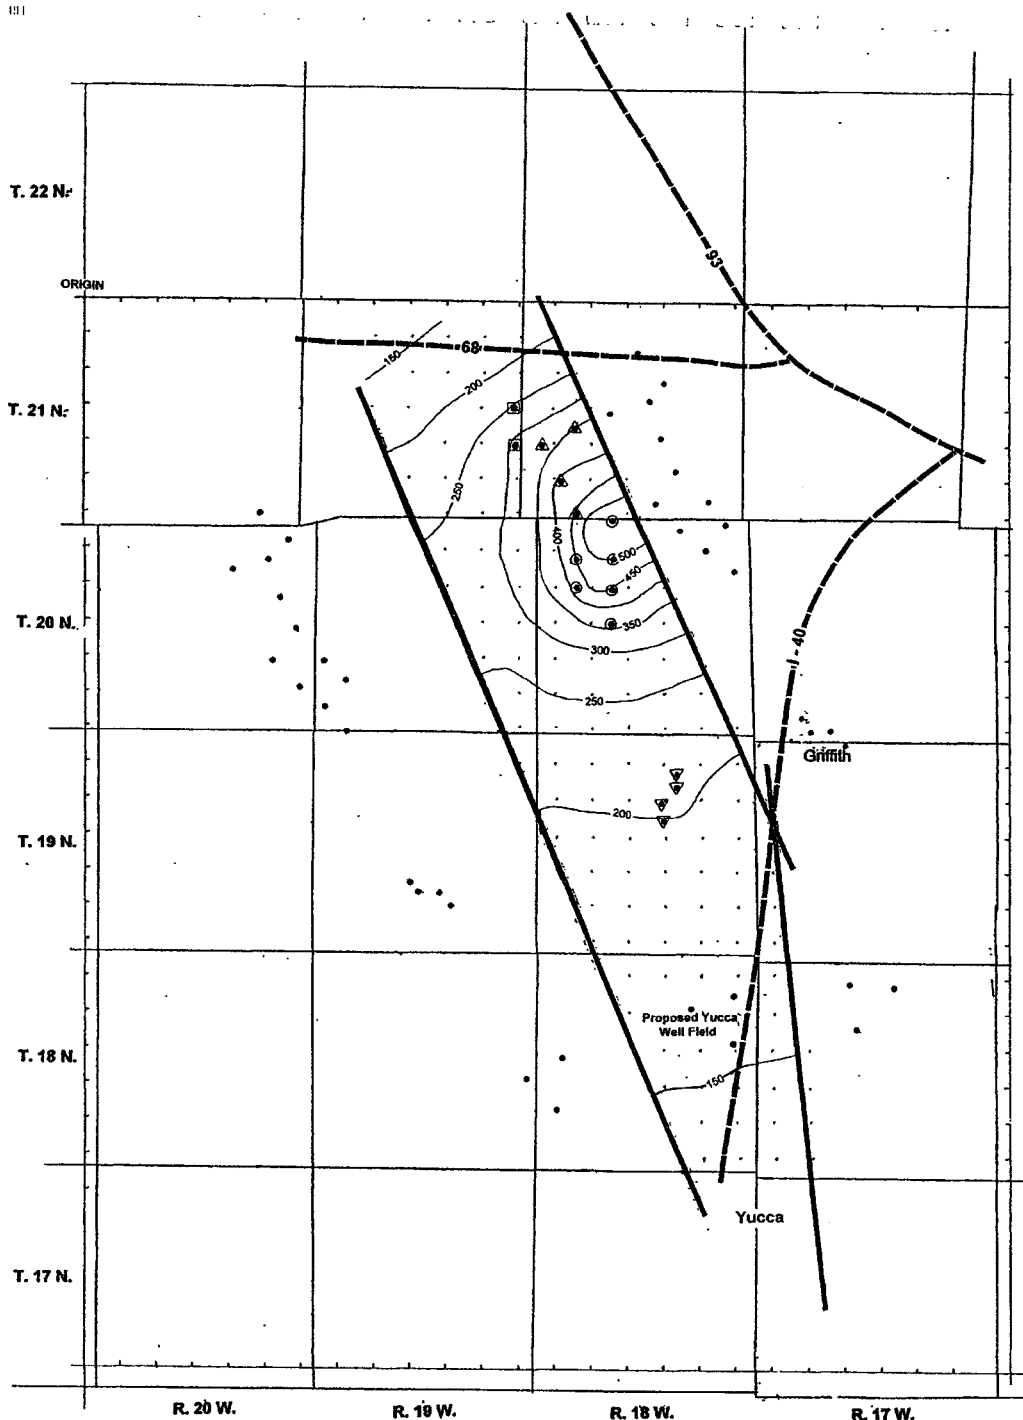 T. 22 N.
93
ORIGIN
68
150
200
T. 21 N.
250
400
500
450
T. 20 N.
350
300
I - 40
250
Griffith
200
T. 19 N.
Proposed Yucca
Well Field
T. 18 N.
150
Yucca
T. 17 N.
R. 20 W.
R. 19 W.
R. 18 W.
R. 17 W.